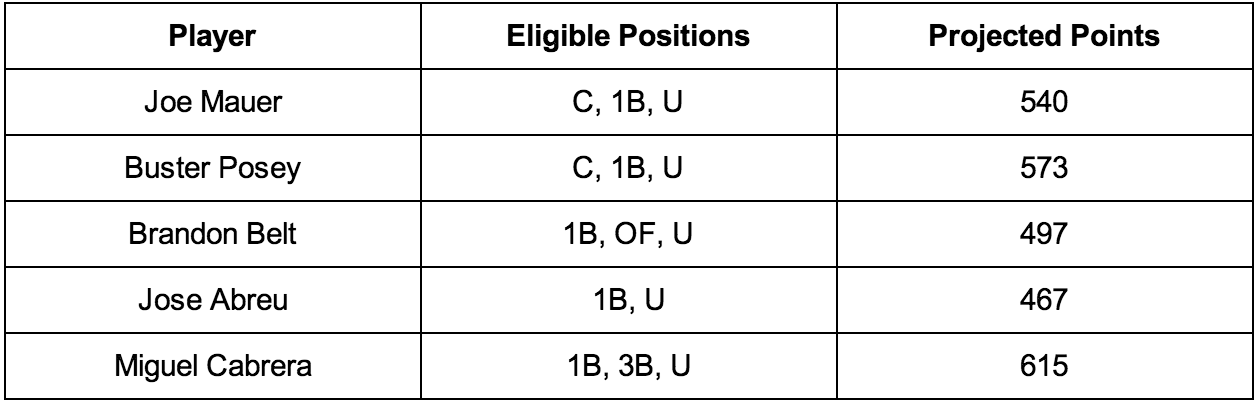 Player Eligible Positions Projected Points
Joe Mauer C, 1B, U 540
Buster Posey C, 1B, U 573
Brandon Belt 1B, OF, U 497
Jose Abreu 1B, U 467
Miguel Cabrera 1B, 3B, U 615